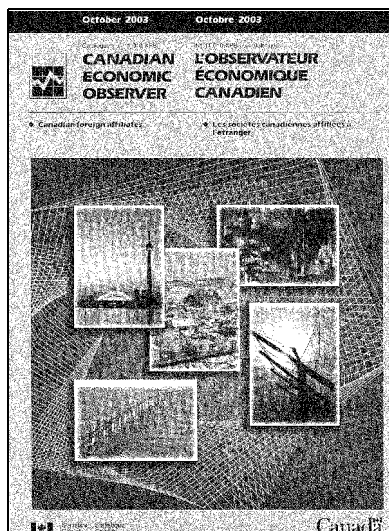 October 2003
Octobre 2003
CANADIAN
ECONOMIC
OBSERVER
L'OBSERVATEUR
ÉCONOMIQUE
CANADIEN
Canadian foreign affiliates
Les sociétés canadiennes affiliées à
l'étranger
Canada